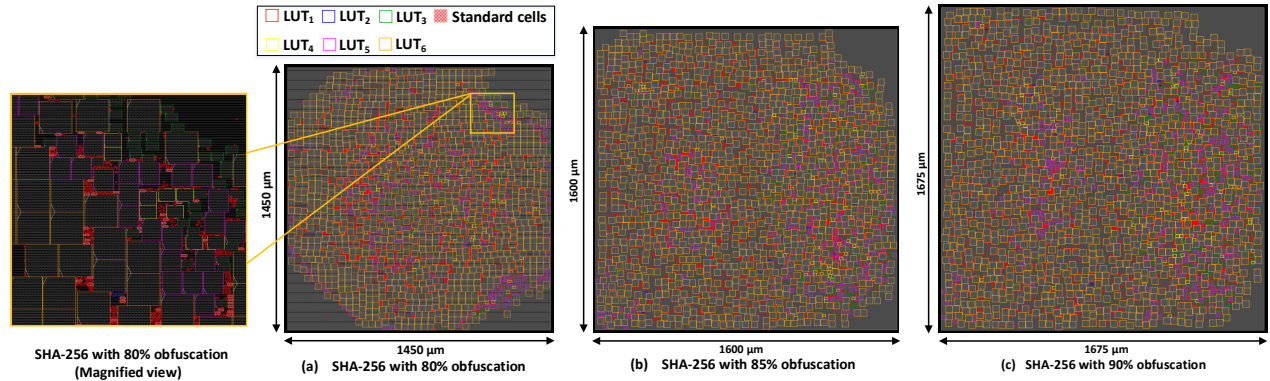 LUT1 LUT2 LUT3 Standard cells
LUT4 LUT5 LUT6
1450 µm
1600 µm
1675 µm
1450 µm
1600 µm
1675 µm
SHA-256 with 80% obfuscation
(Magnified view)
(a) SHA-256 with 80% obfuscation
(b) SHA-256 with 85% obfuscation
(c) SHA-256 with 90% obfuscation